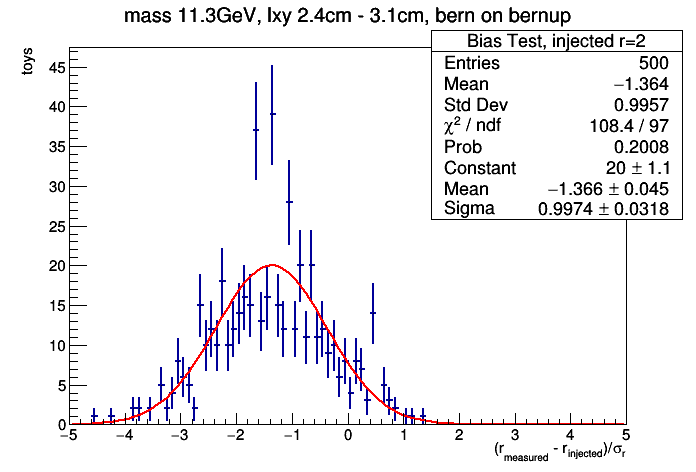 mass 11.3GeV, lxy 2.4cm - 3.1cm, bern on bernup
Bias Test, injected r=2
Entries 500
Mean −1.364
Std Dev 0.9957
χ² / ndf 108.4 / 97
Prob 0.2008
Constant 20 ± 1.1
Mean −1.366 ± 0.045
Sigma 0.9974 ± 0.0318
toys
45
40
35
30
25
20
15
10
5
0
−5 −4 −3 −2 −1 0 1 2 3 4 5
(r_measured - r_injected)/σ_r